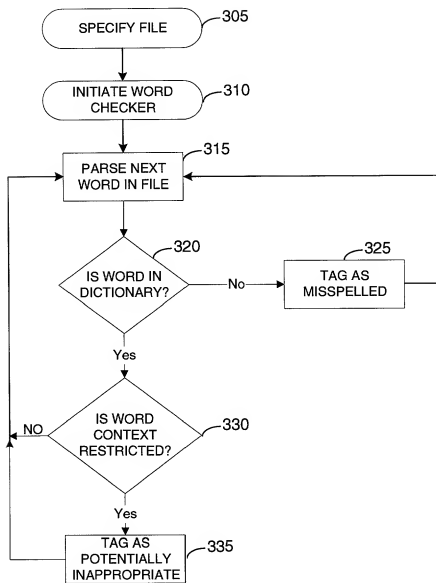 SPECIFY FILE
305
INITIATE WORD
CHECKER
310
PARSE NEXT
WORD IN FILE
315
IS WORD IN
DICTIONARY?
320
No
TAG AS
MISSPELLED
325
Yes
IS WORD
CONTEXT
RESTRICTED?
330
NO
Yes
TAG AS
POTENTIALLY
INAPPROPRIATE
335